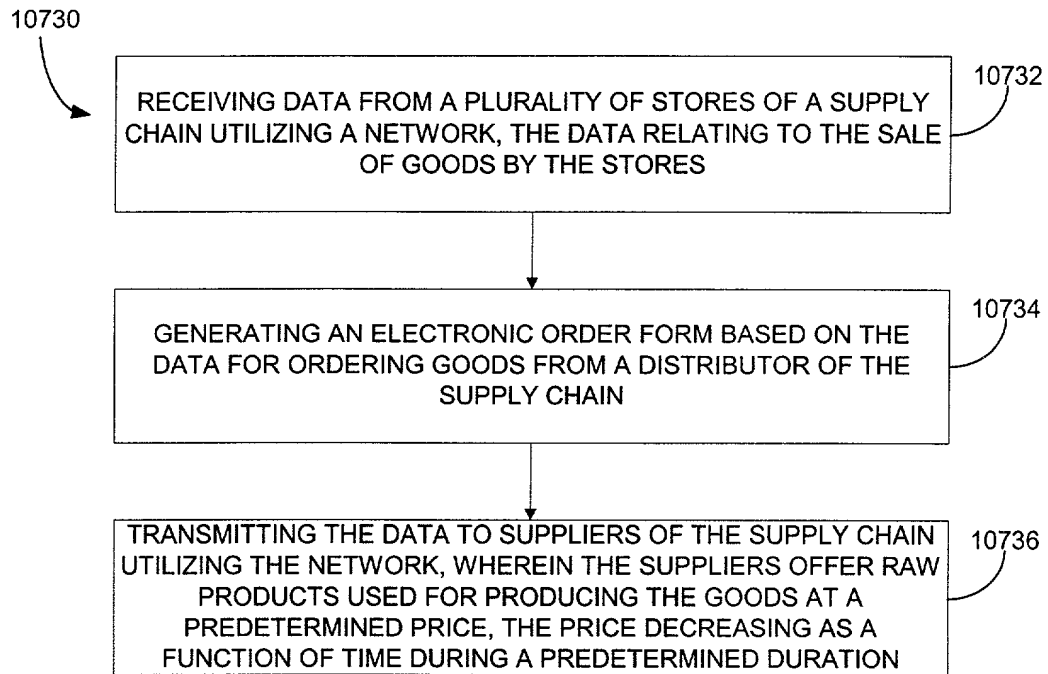 10730
RECEIVING DATA FROM A PLURALITY OF STORES OF A SUPPLY
CHAIN UTILIZING A NETWORK, THE DATA RELATING TO THE SALE
OF GOODS BY THE STORES
10732
GENERATING AN ELECTRONIC ORDER FORM BASED ON THE
DATA FOR ORDERING GOODS FROM A DISTRIBUTOR OF THE
SUPPLY CHAIN
10734
TRANSMITTING THE DATA TO SUPPLIERS OF THE SUPPLY CHAIN
UTILIZING THE NETWORK, WHEREIN THE SUPPLIERS OFFER RAW
PRODUCTS USED FOR PRODUCING THE GOODS AT A
PREDETERMINED PRICE, THE PRICE DECREASING AS A
FUNCTION OF TIME DURING A PREDETERMINED DURATION
10736